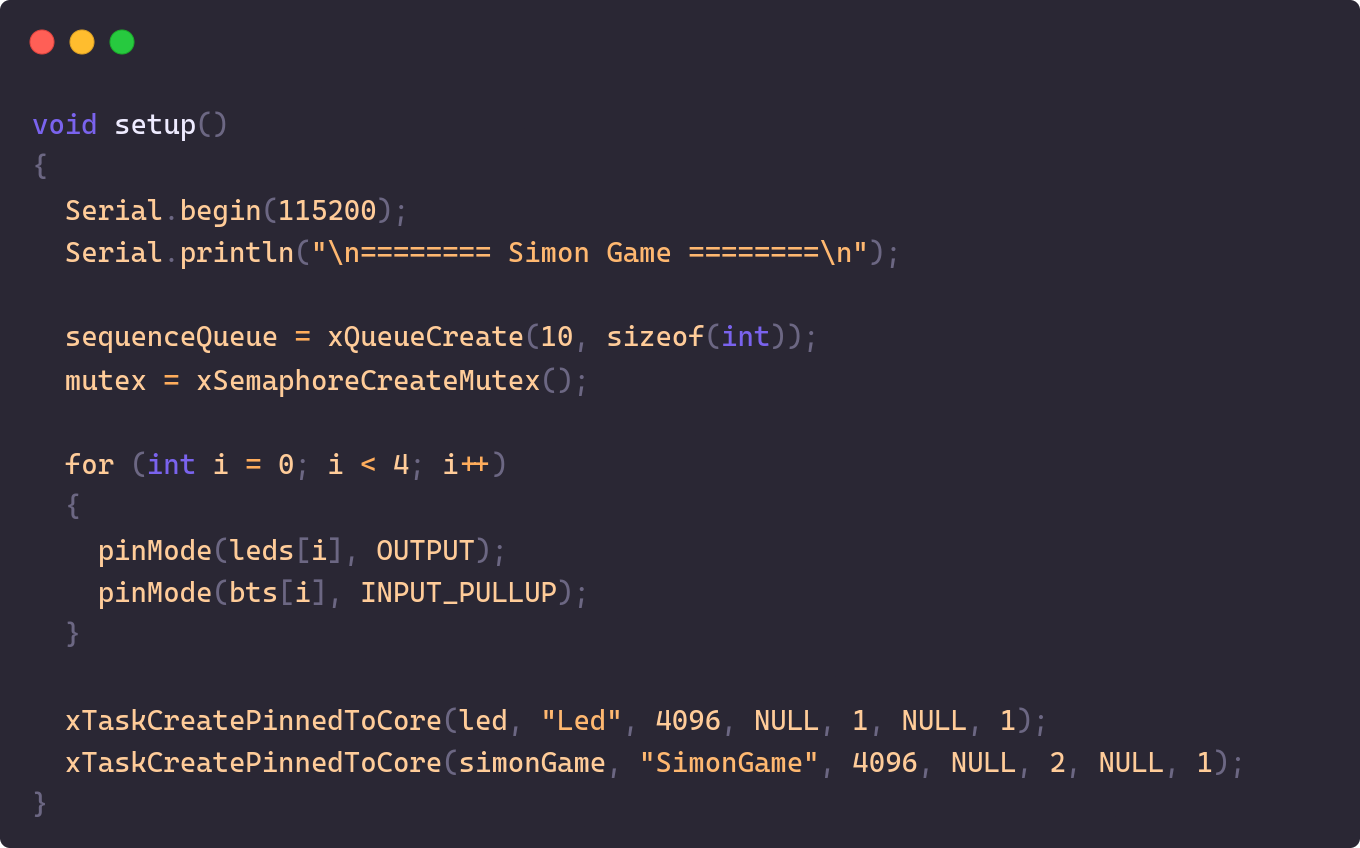 void setup()
{
  Serial.begin(115200);
  Serial.println("\n======== Simon Game ========\n");

  sequenceQueue = xQueueCreate(10, sizeof(int));
  mutex = xSemaphoreCreateMutex();

  for (int i = 0; i < 4; i++)
  {
    pinMode(leds[i], OUTPUT);
    pinMode(bts[i], INPUT_PULLUP);
  }

  xTaskCreatePinnedToCore(led, "Led", 4096, NULL, 1, NULL, 1);
  xTaskCreatePinnedToCore(simonGame, "SimonGame", 4096, NULL, 2, NULL, 1);
}